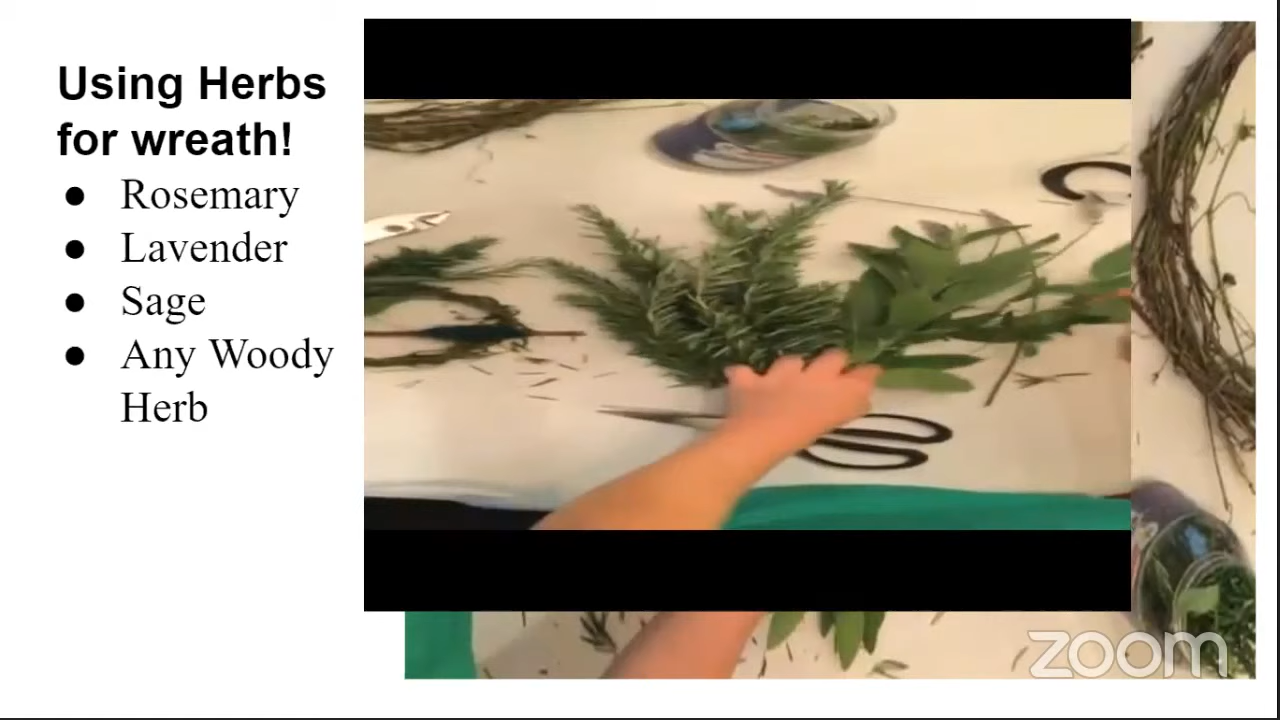 Using Herbs
for wreath!
● Rosemary
● Lavender
● Sage
● Any Woody
Herb
zoom